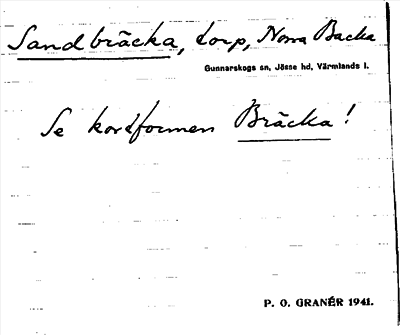 Sandbräcka, torp, Norra Backa
Gunnarskogs sn, Jösse hd, Värmlands l.
Se kortformen Bräcka!
P. O. GRANÉR 1941.